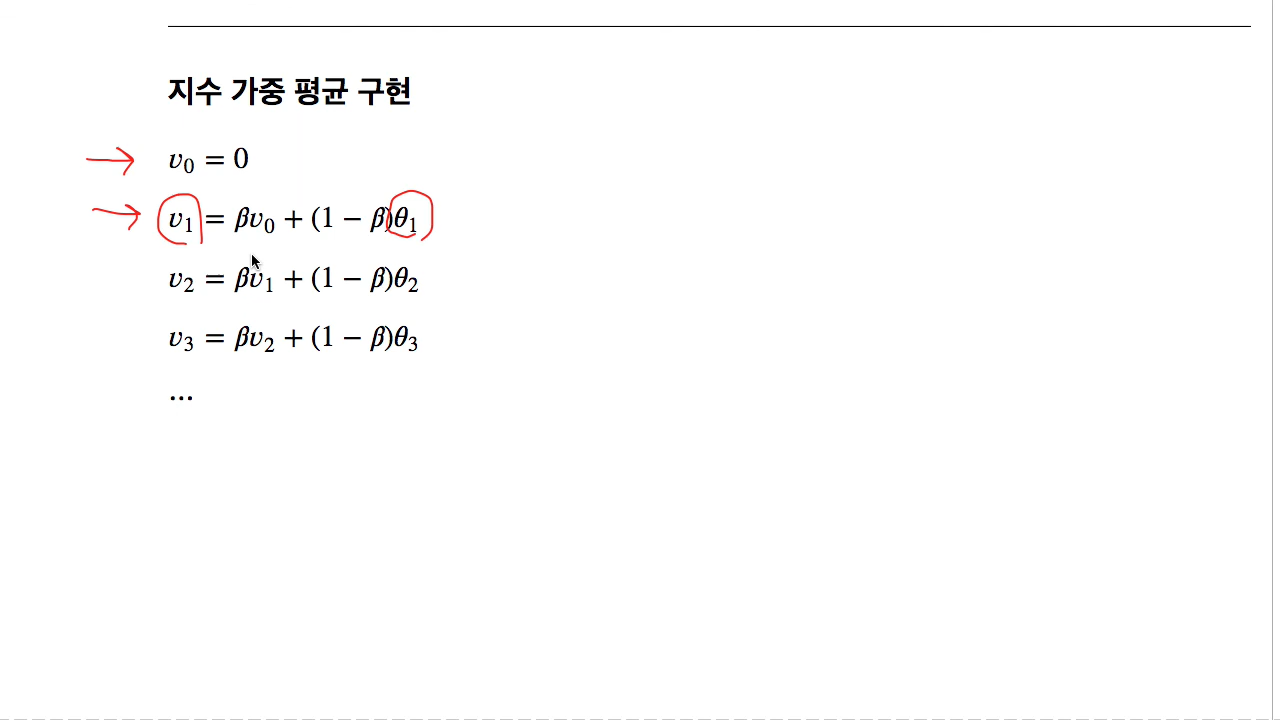 지수 가중 평균 구현
v₀ = 0
v₁ = βv₀ + (1 − β)θ₁
v₂ = βv₁ + (1 − β)θ₂
v₃ = βv₂ + (1 − β)θ₃
...